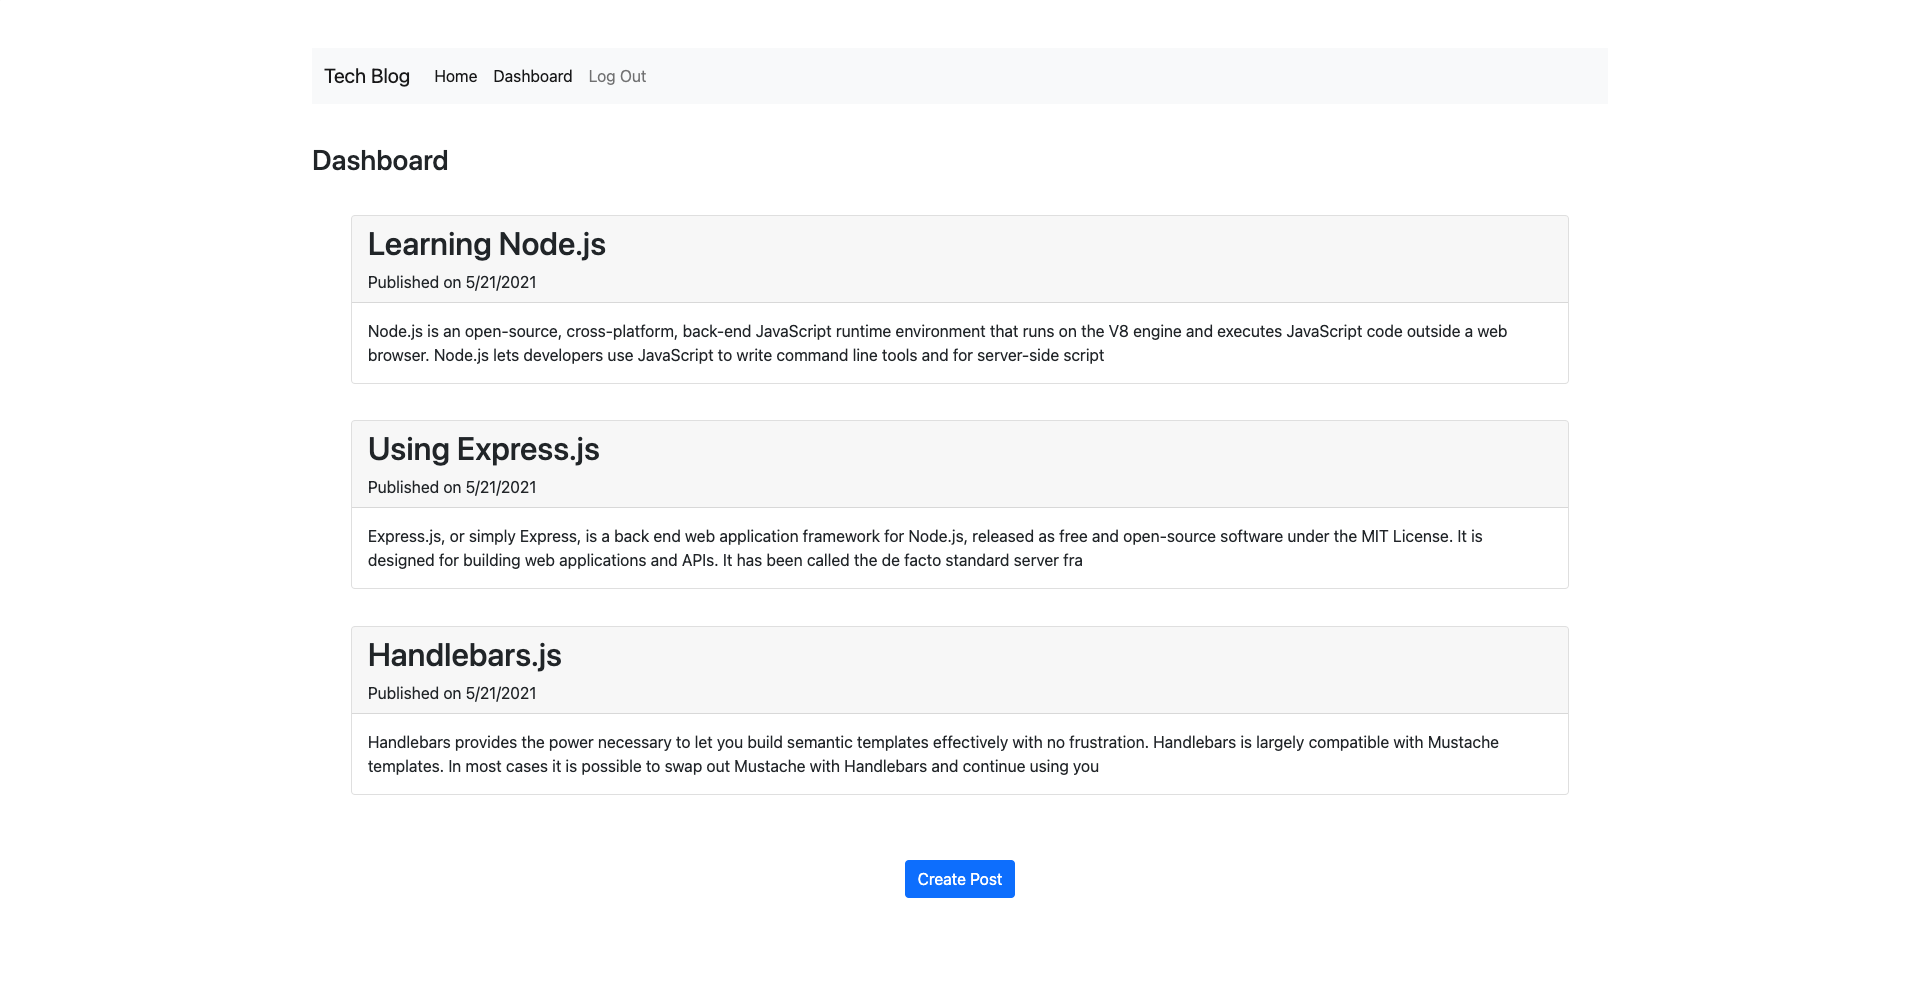 Tech Blog Home Dashboard Log Out
Dashboard
Learning Node.js
Published on 5/21/2021
Node.js is an open-source, cross-platform, back-end JavaScript runtime environment that runs on the V8 engine and executes JavaScript code outside a web
browser. Node.js lets developers use JavaScript to write command line tools and for server-side script
Using Express.js
Published on 5/21/2021
Express.js, or simply Express, is a back end web application framework for Node.js, released as free and open-source software under the MIT License. It is
designed for building web applications and APIs. It has been called the de facto standard server fra
Handlebars.js
Published on 5/21/2021
Handlebars provides the power necessary to let you build semantic templates effectively with no frustration. Handlebars is largely compatible with Mustache
templates. In most cases it is possible to swap out Mustache with Handlebars and continue using you
Create Post